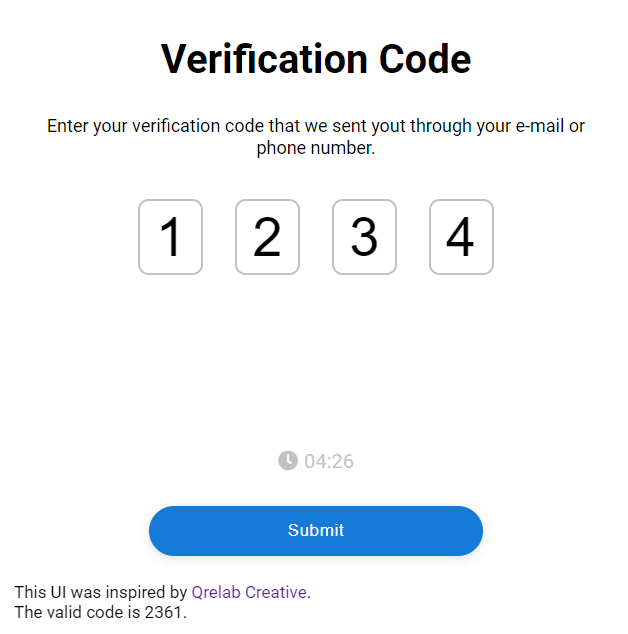 Verification Code
Enter your verification code that we sent yout through your e-mail or
phone number.
1 2 3 4
04:26
Submit
This UI was inspired by Qrelab Creative.
The valid code is 2361.